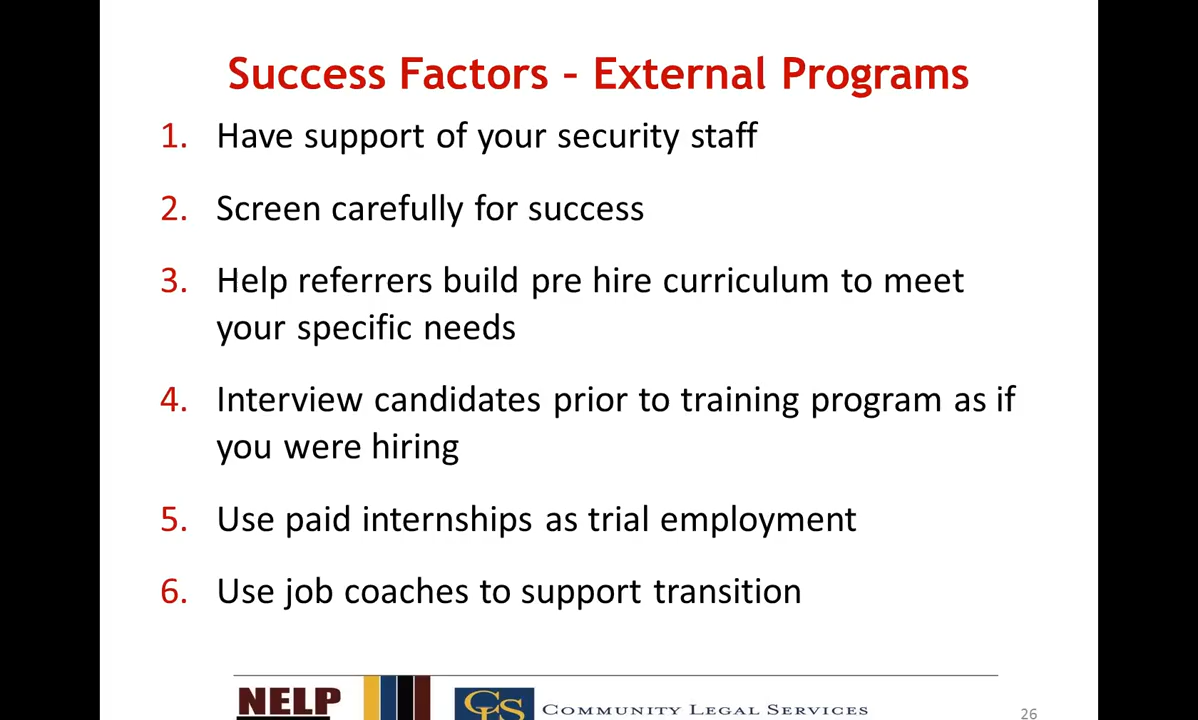 Success Factors – External Programs
1. Have support of your security staff
2. Screen carefully for success
3. Help referrers build pre hire curriculum to meet
your specific needs
4. Interview candidates prior to training program as if
you were hiring
5. Use paid internships as trial employment
6. Use job coaches to support transition
NELP
CLS COMMUNITY LEGAL SERVICES
26